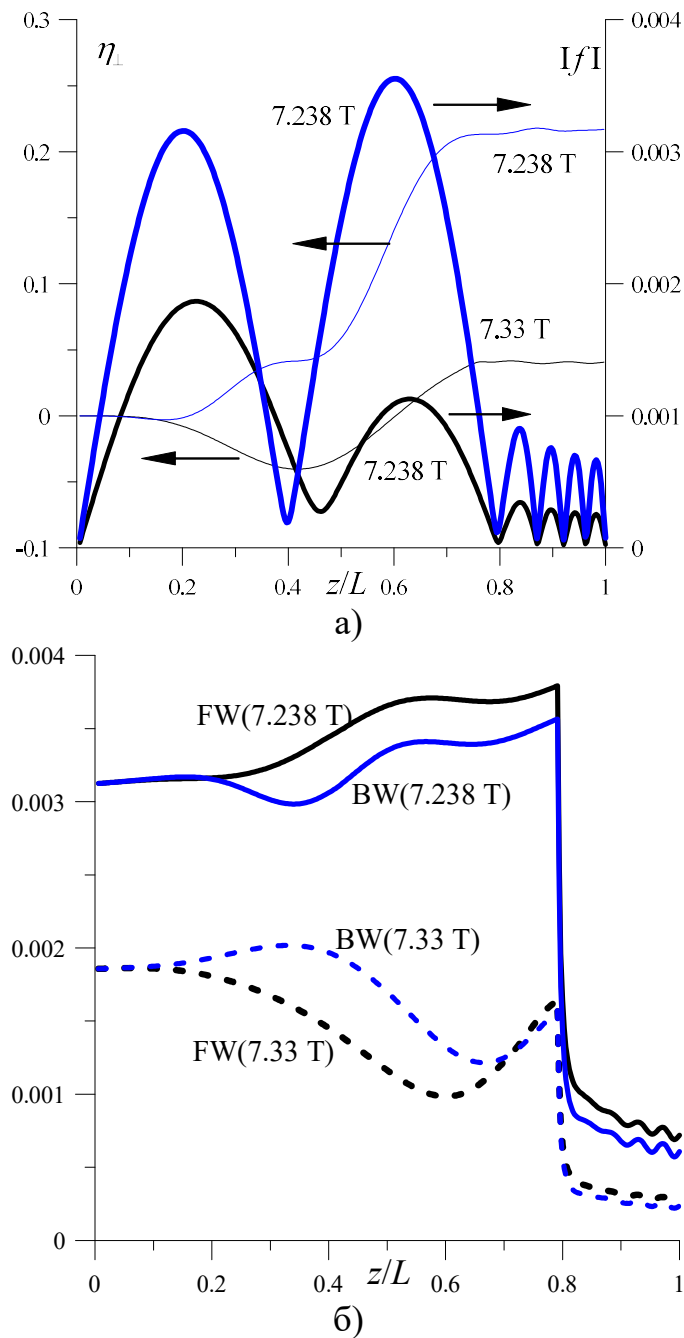 0.3 0.004
η⊥ I f I
7.238 T
0.2 0.003
7.238 T
0.1 0.002
7.33 T
0 0.001
7.238 T
-0.1 0
0 0.2 0.4 0.6 0.8 1
z/L
а)
0.004
FW(7.238 T)
0.003
BW(7.238 T)
0.002
BW(7.33 T)
FW(7.33 T)
0.001
0
0 0.2 0.4 0.6 0.8 1
z/L
б)